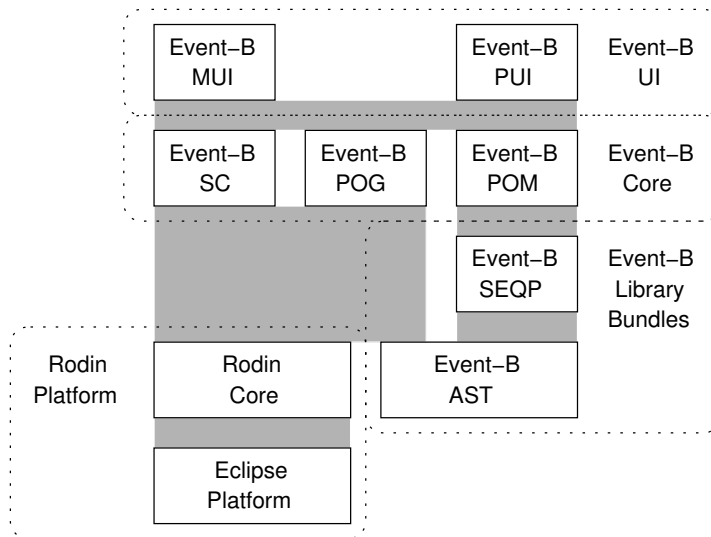 Event−B
MUI
Event−B
PUI
Event−B
UI
Event−B
SC
Event−B
POG
Event−B
POM
Event−B
Core
Event−B
SEQP
Event−B
Library
Bundles
Rodin
Platform
Rodin
Core
Event−B
AST
Eclipse
Platform